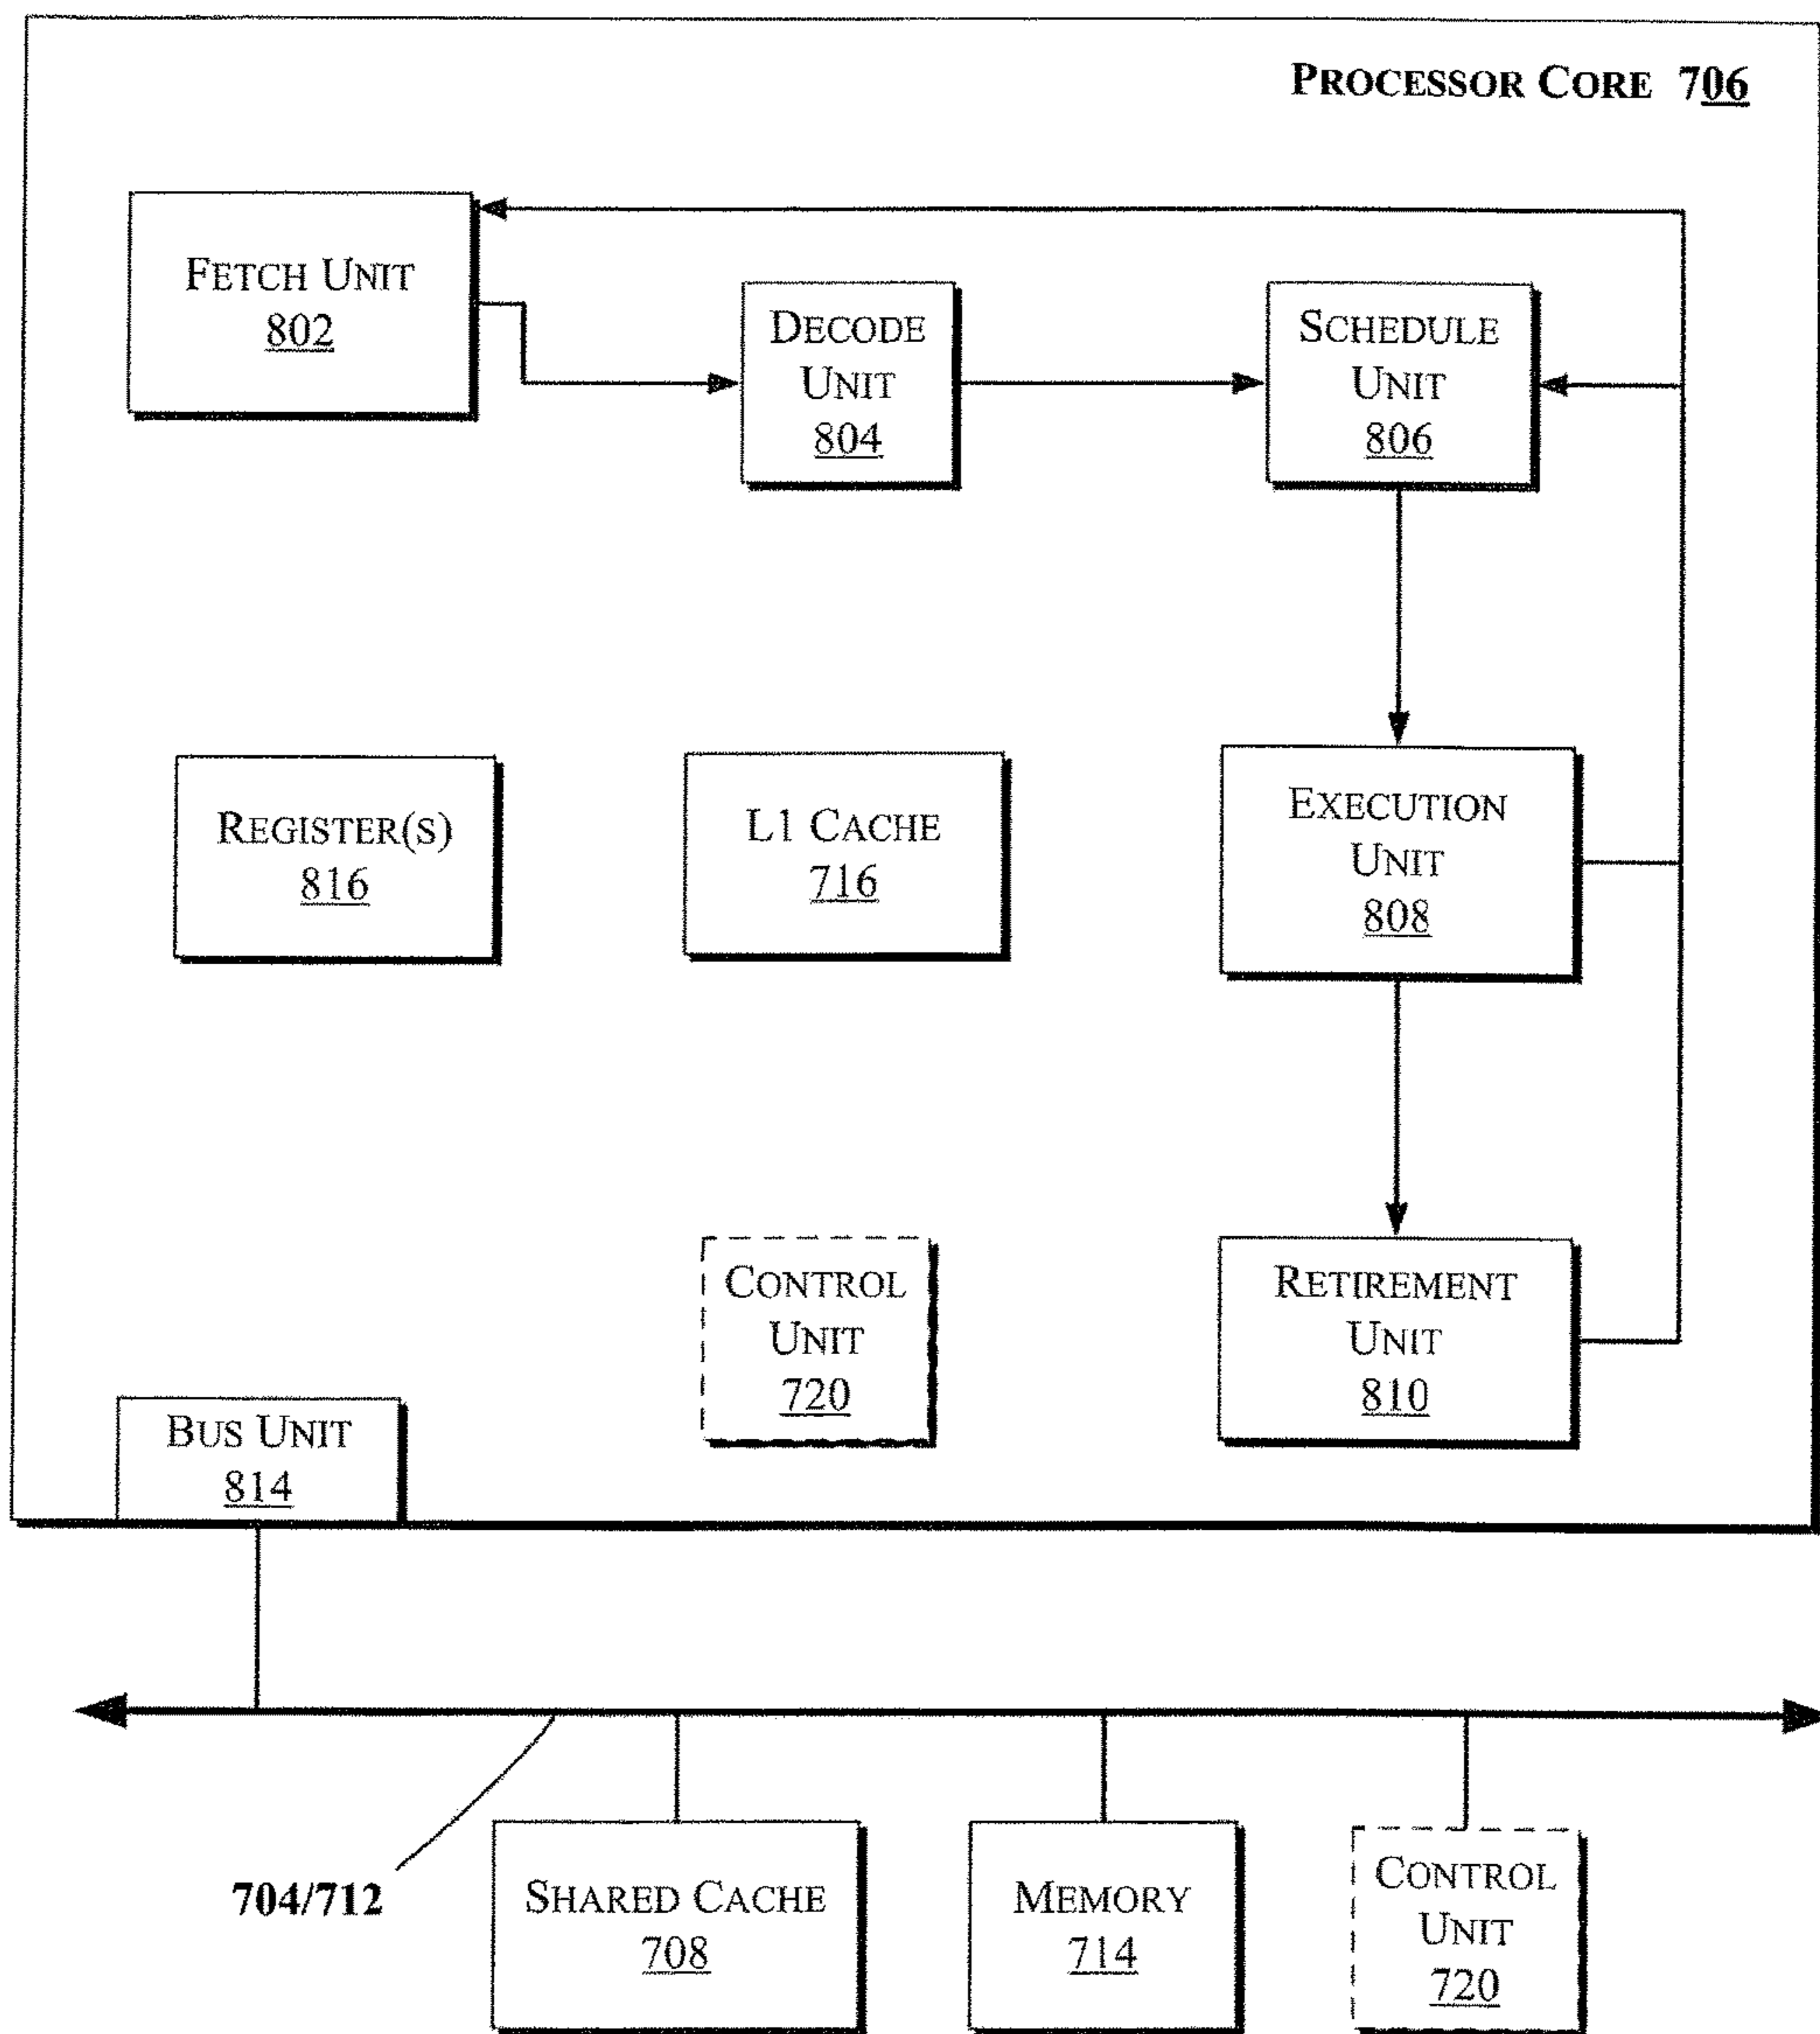 PROCESSOR CORE 706
FETCH UNIT
802
DECODE
UNIT
804
SCHEDULE
UNIT
806
REGISTER(S)
816
L1 CACHE
716
EXECUTION
UNIT
808
CONTROL
UNIT
720
RETIREMENT
UNIT
810
BUS UNIT
814
704/712
SHARED CACHE
708
MEMORY
714
CONTROL
UNIT
720